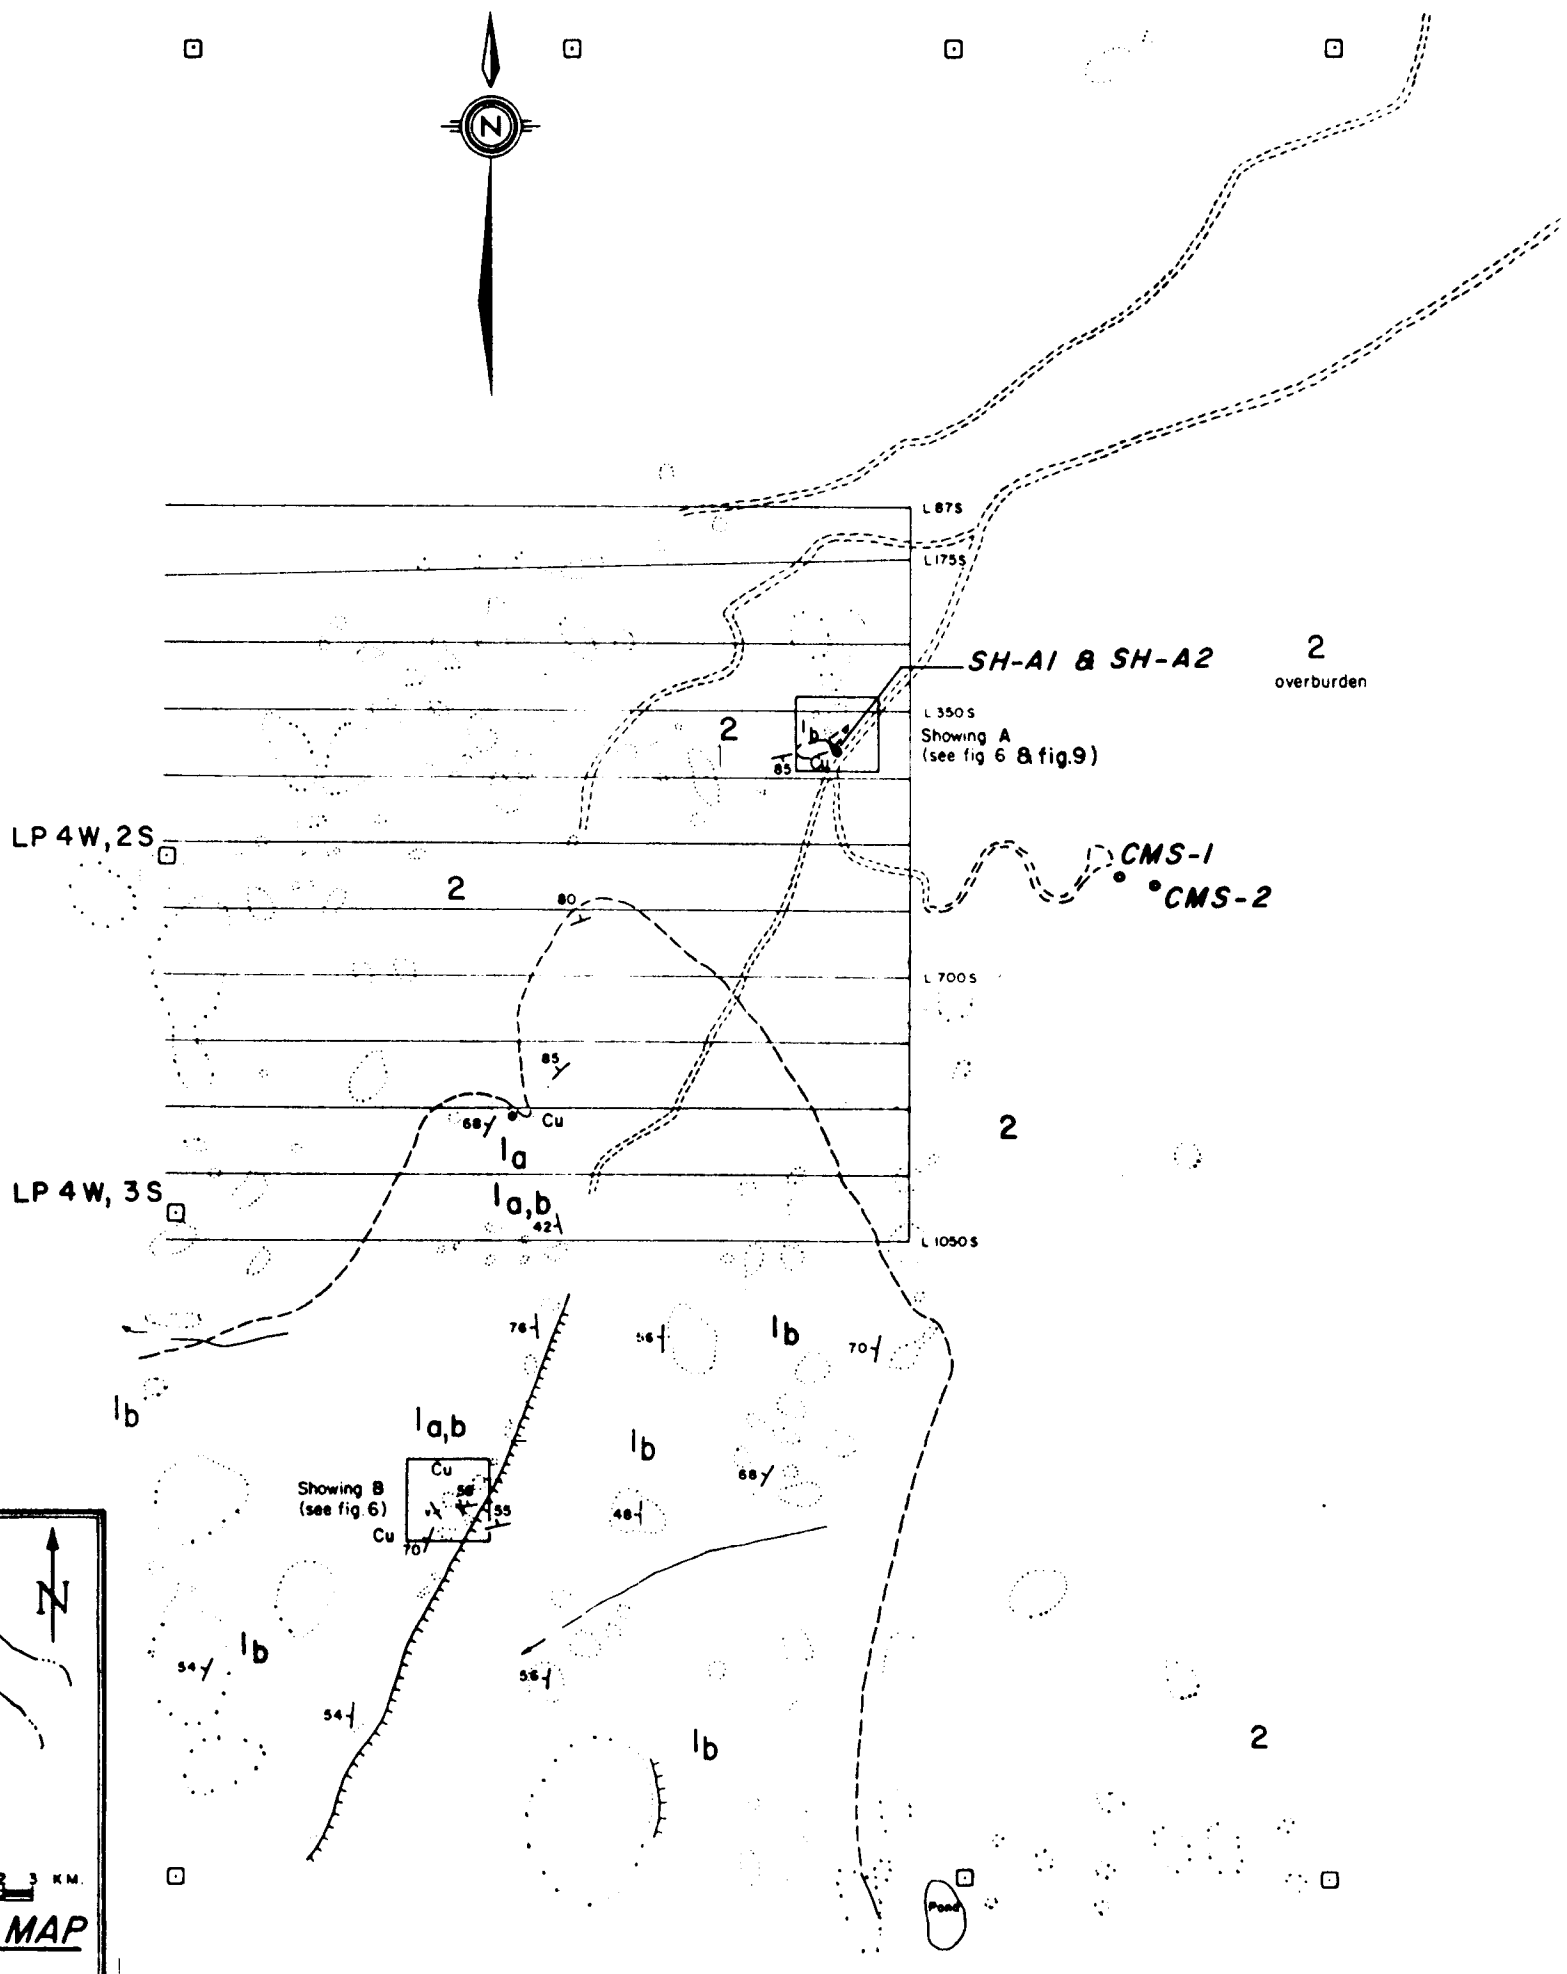 N
L 87S
L 175S
SH-A1 & SH-A2
2
overburden
L 350S
2
1b
Showing A
(see fig 6 & fig.9)
85
Cu
LP 4W, 2S
CMS-1
CMS-2
2
80
L 700S
85
Cu
68
1a
2
LP 4W, 3S
1a,b
42
L 1050S
76
56
1b
70
1b
1a,b
1b
Cu
68
Showing B
(see fig. 6)
55
48
Cu
70
N
1b
54
56
54
1b
2
2 3 KM.
Pond
MAP